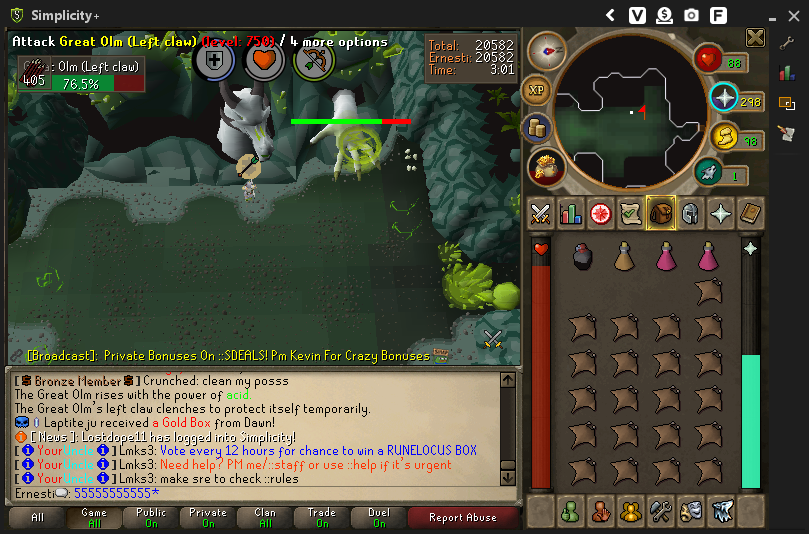 Simplicity+
Attack Great Olm (Left claw) (level: 750) / 4 more options
Great Olm (Left claw)
405
76.5%
Total: 20582
Ernesti: 20582
Time: 3:01
XP
88
298
98
1
[Broadcast]: Private Bonuses On ::SDEALS! Pm Kevin For Crazy Bonuses
[Bronze Member] Crunched: clean my posss
The Great Olm rises with the power of acid.
The Great Olm's left claw clenches to protect itself temporarily.
Laptiteju received a Gold Box from Dawn!
[News]: Lostdope11 has logged into Simplicity!
Lmks3: Vote every 12 hours for chance to win a RUNELOCUS BOX
Lmks3: Need help? PM me/::staff or use ::help if it's urgent
Lmks3: make sre to check ::rules
Ernesti: 55555555555*
All
Game
All
Public
On
Private
On
Clan
All
Trade
On
Duel
On
Report Abuse